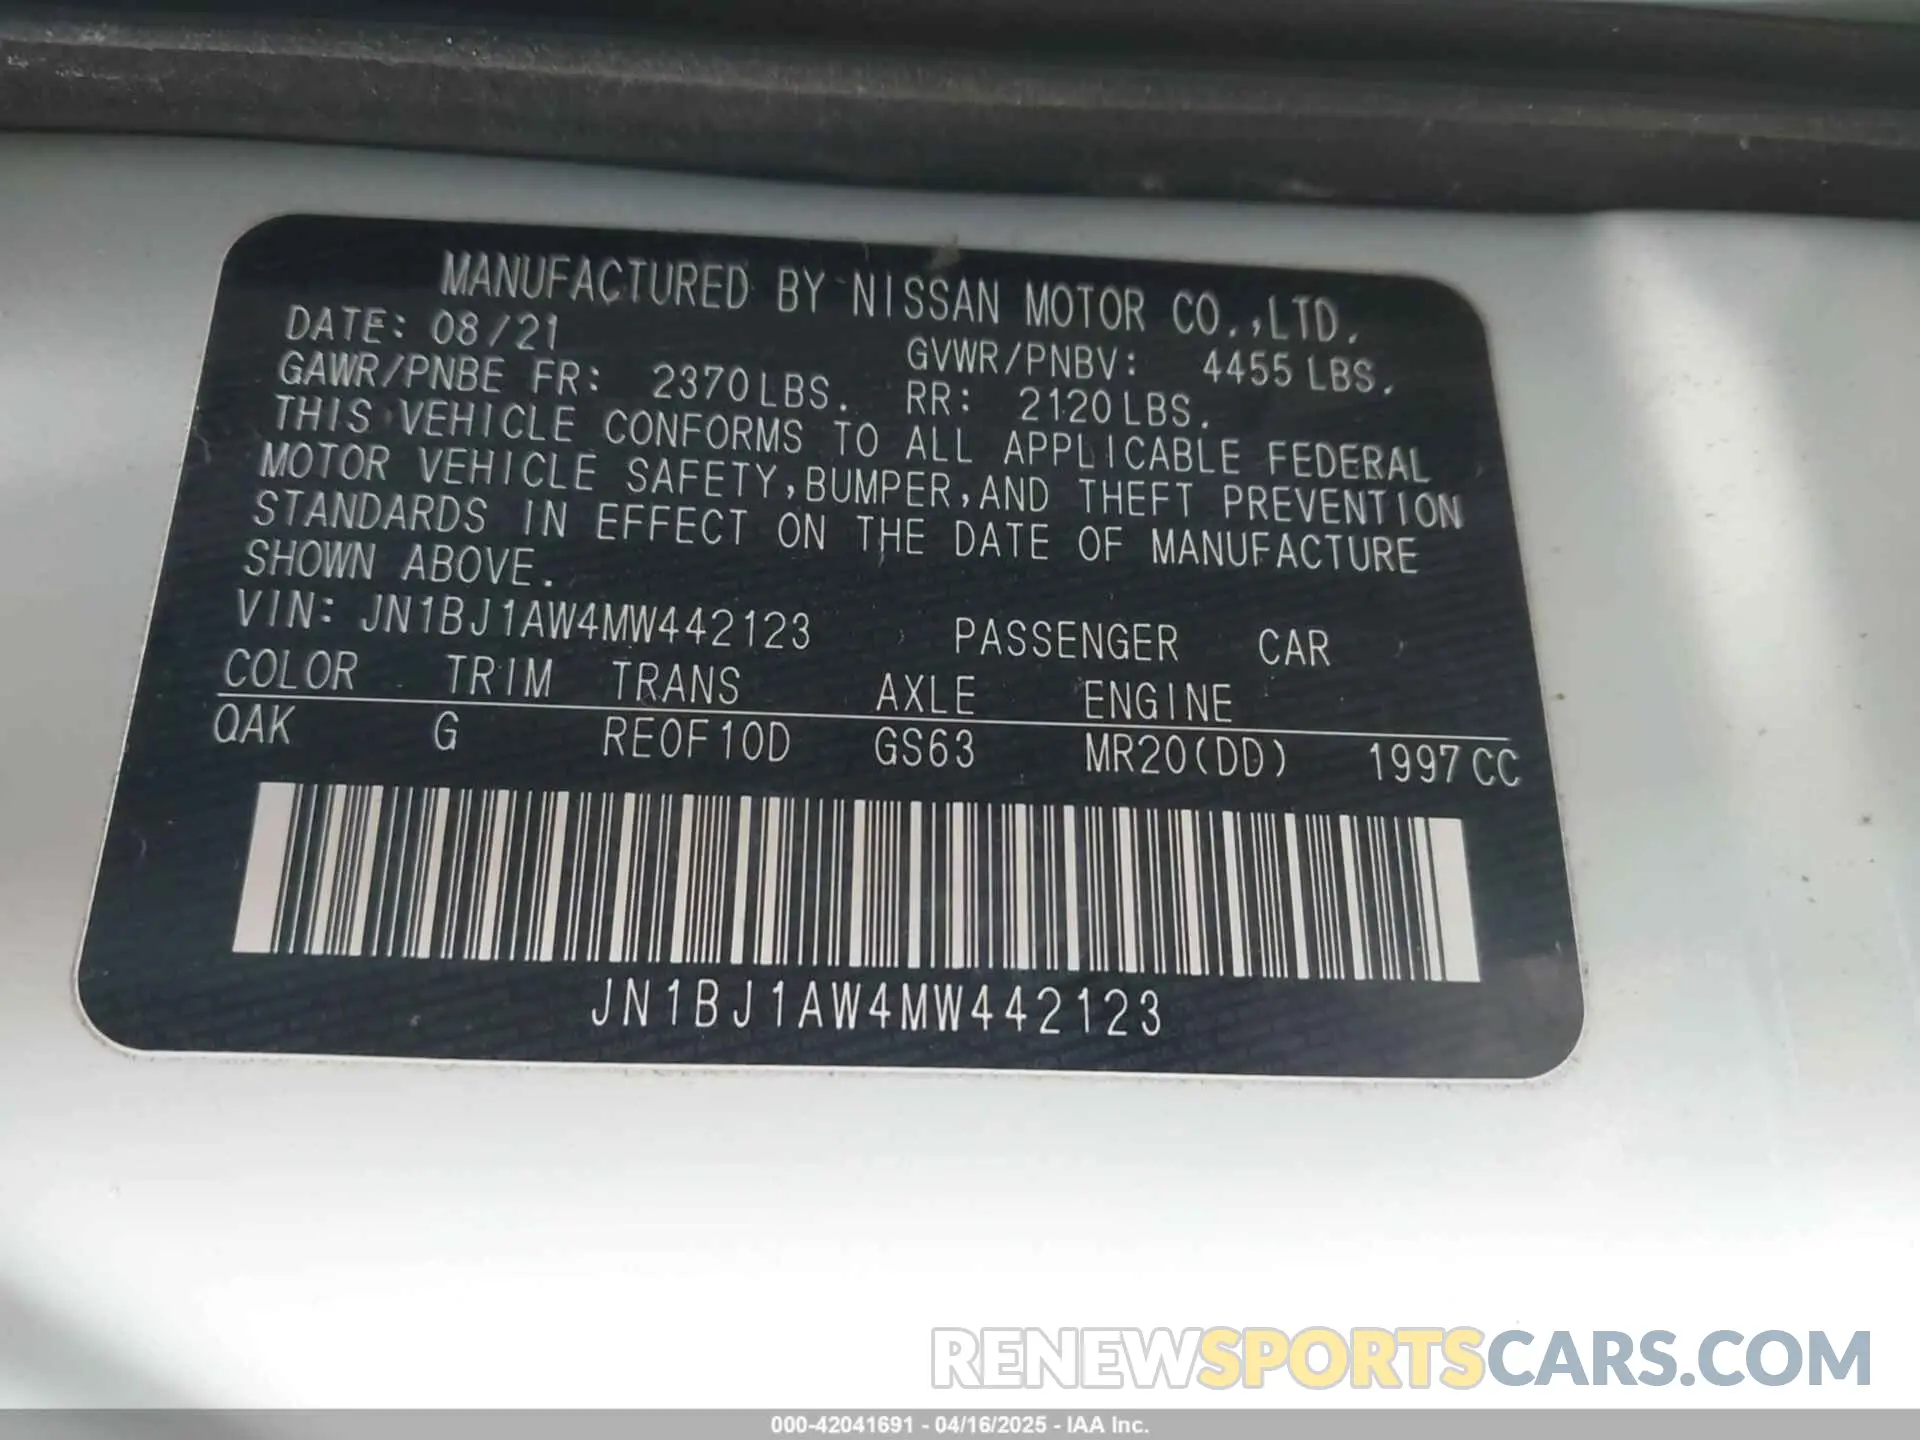 MANUFACTURED BY NISSAN MOTOR CO.,LTD.
DATE: 08/21 GVWR/PNBV: 4455 LBS.
GAWR/PNBE FR: 2370 LBS. RR: 2120 LBS.
THIS VEHICLE CONFORMS TO ALL APPLICABLE FEDERAL
MOTOR VEHICLE SAFETY,BUMPER,AND THEFT PREVENTION
STANDARDS IN EFFECT ON THE DATE OF MANUFACTURE
SHOWN ABOVE.
VIN: JN1BJ1AW4MW442123 PASSENGER CAR
COLOR TRIM TRANS AXLE ENGINE
QAK G RE0F10D GS63 MR20(DD) 1997 CC
JN1BJ1AW4MW442123
RENEWSPORTSCARS.COM
000-42041691 - 04/16/2025 - IAA Inc.